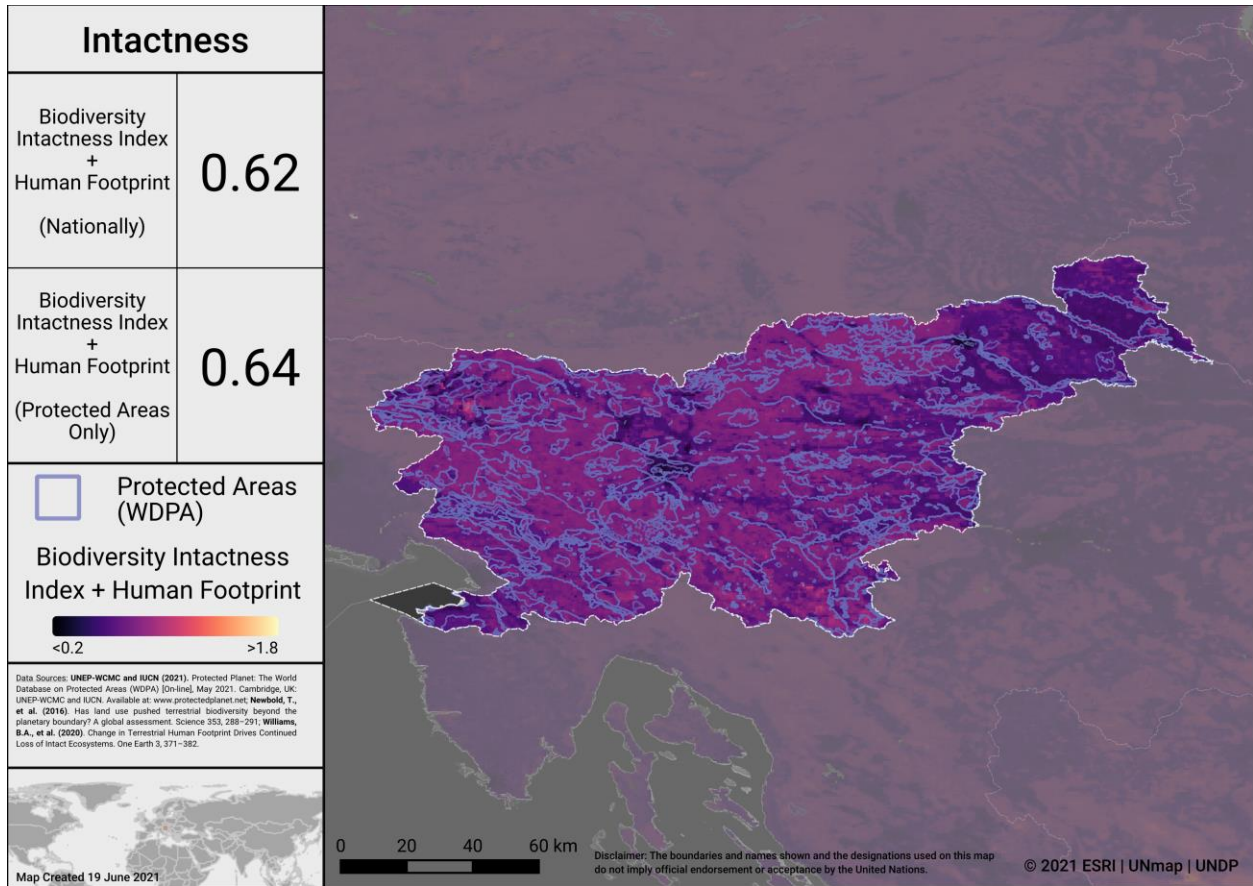 Intactness
Biodiversity
Intactness Index
+
Human Footprint
(Nationally)
0.62
Biodiversity
Intactness Index
+
Human Footprint
(Protected Areas
Only)
0.64
Protected Areas
(WDPA)
Biodiversity Intactness
Index + Human Footprint
<0.2 >1.8
Data Sources: UNEP-WCMC and IUCN (2021). Protected Planet: The World
Database on Protected Areas (WDPA) [On-line], May 2021. Cambridge, UK:
UNEP-WCMC and IUCN. Available at: www.protectedplanet.net; Newbold, T.,
et al. (2016). Has land use pushed terrestrial biodiversity beyond the
planetary boundary? A global assessment. Science 353, 288–291; Williams,
B.A., et al. (2020). Change in Terrestrial Human Footprint Drives Continued
Loss of Intact Ecosystems. One Earth 3, 371–382.
Map Created 19 June 2021
0 20 40 60 km
Disclaimer: The boundaries and names shown and the designations used on this map
do not imply official endorsement or acceptance by the United Nations.
© 2021 ESRI | UNmap | UNDP